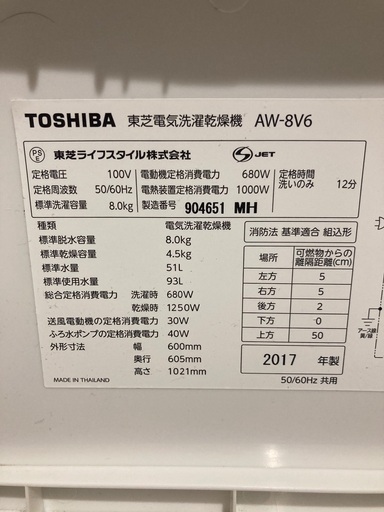 TOSHIBA 東芝電気洗濯乾燥機 AW-8V6
PS E 東芝ライフスタイル株式会社 S JET
定格電圧 100V 電動機定格消費電力 680W 定格時間
定格周波数 50/60Hz 電熱装置定格消費電力 1000W 洗いのみ 12分
標準洗濯容量 8.0kg 製造番号 904651 MH
種類 電気洗濯乾燥機
標準脱水容量 8.0kg
標準乾燥容量 4.5kg
標準水量 51L
標準使用水量 93L
総合定格消費電力 洗濯時 680W
乾燥時 1250W
送風電動機の定格消費電力 30W
ふろ水ポンプの定格消費電力 40W
外形寸法 幅 600mm
奥行 605mm
高さ 1021mm
MADE IN THAILAND
消防法 基準適合 組込形
場所 可燃物からの離隔距離(cm)
左方 5
右方 5
後方 2
下方 0
上方 50
2017 年製
50/60Hz 共用
アース線
黄/緑